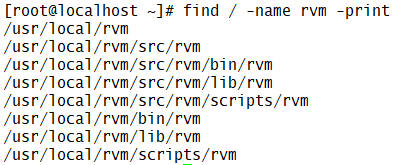 [root@localhost ~]# find / -name rvm -print
/usr/local/rvm
/usr/local/rvm/src/rvm
/usr/local/rvm/src/rvm/bin/rvm
/usr/local/rvm/src/rvm/lib/rvm
/usr/local/rvm/src/rvm/scripts/rvm
/usr/local/rvm/bin/rvm
/usr/local/rvm/lib/rvm
/usr/local/rvm/scripts/rvm